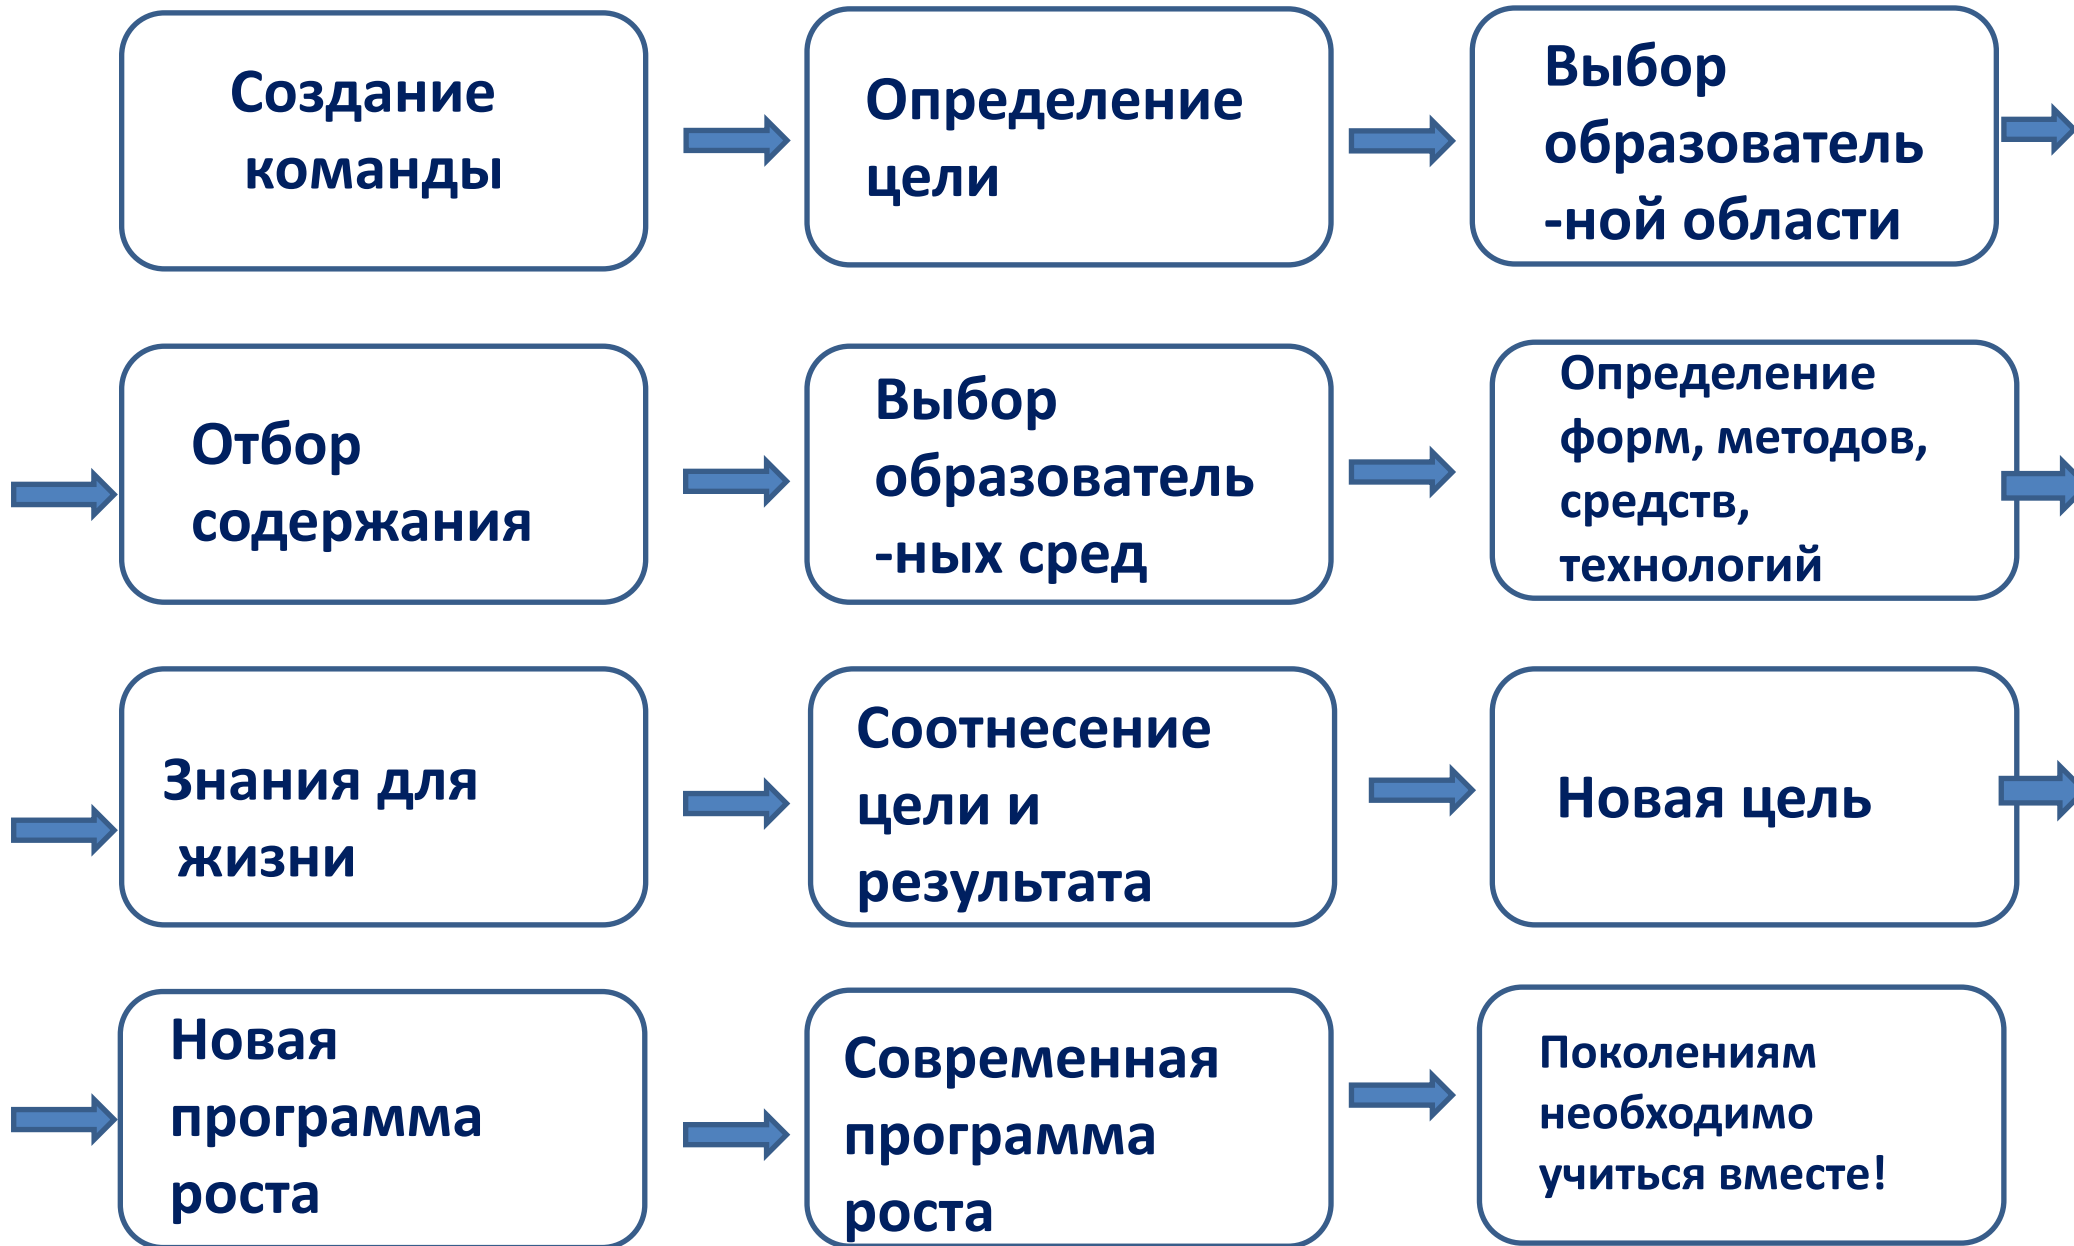 Создание
команды
Определение
цели
Выбор
образователь
-ной области
Отбор
содержания
Выбор
образователь
-ных сред
Определение
форм, методов,
средств,
технологий
Знания для
жизни
Соотнесение
цели и
результата
Новая цель
Новая
программа
роста
Современная
программа
роста
Поколениям
необходимо
учиться вместе!